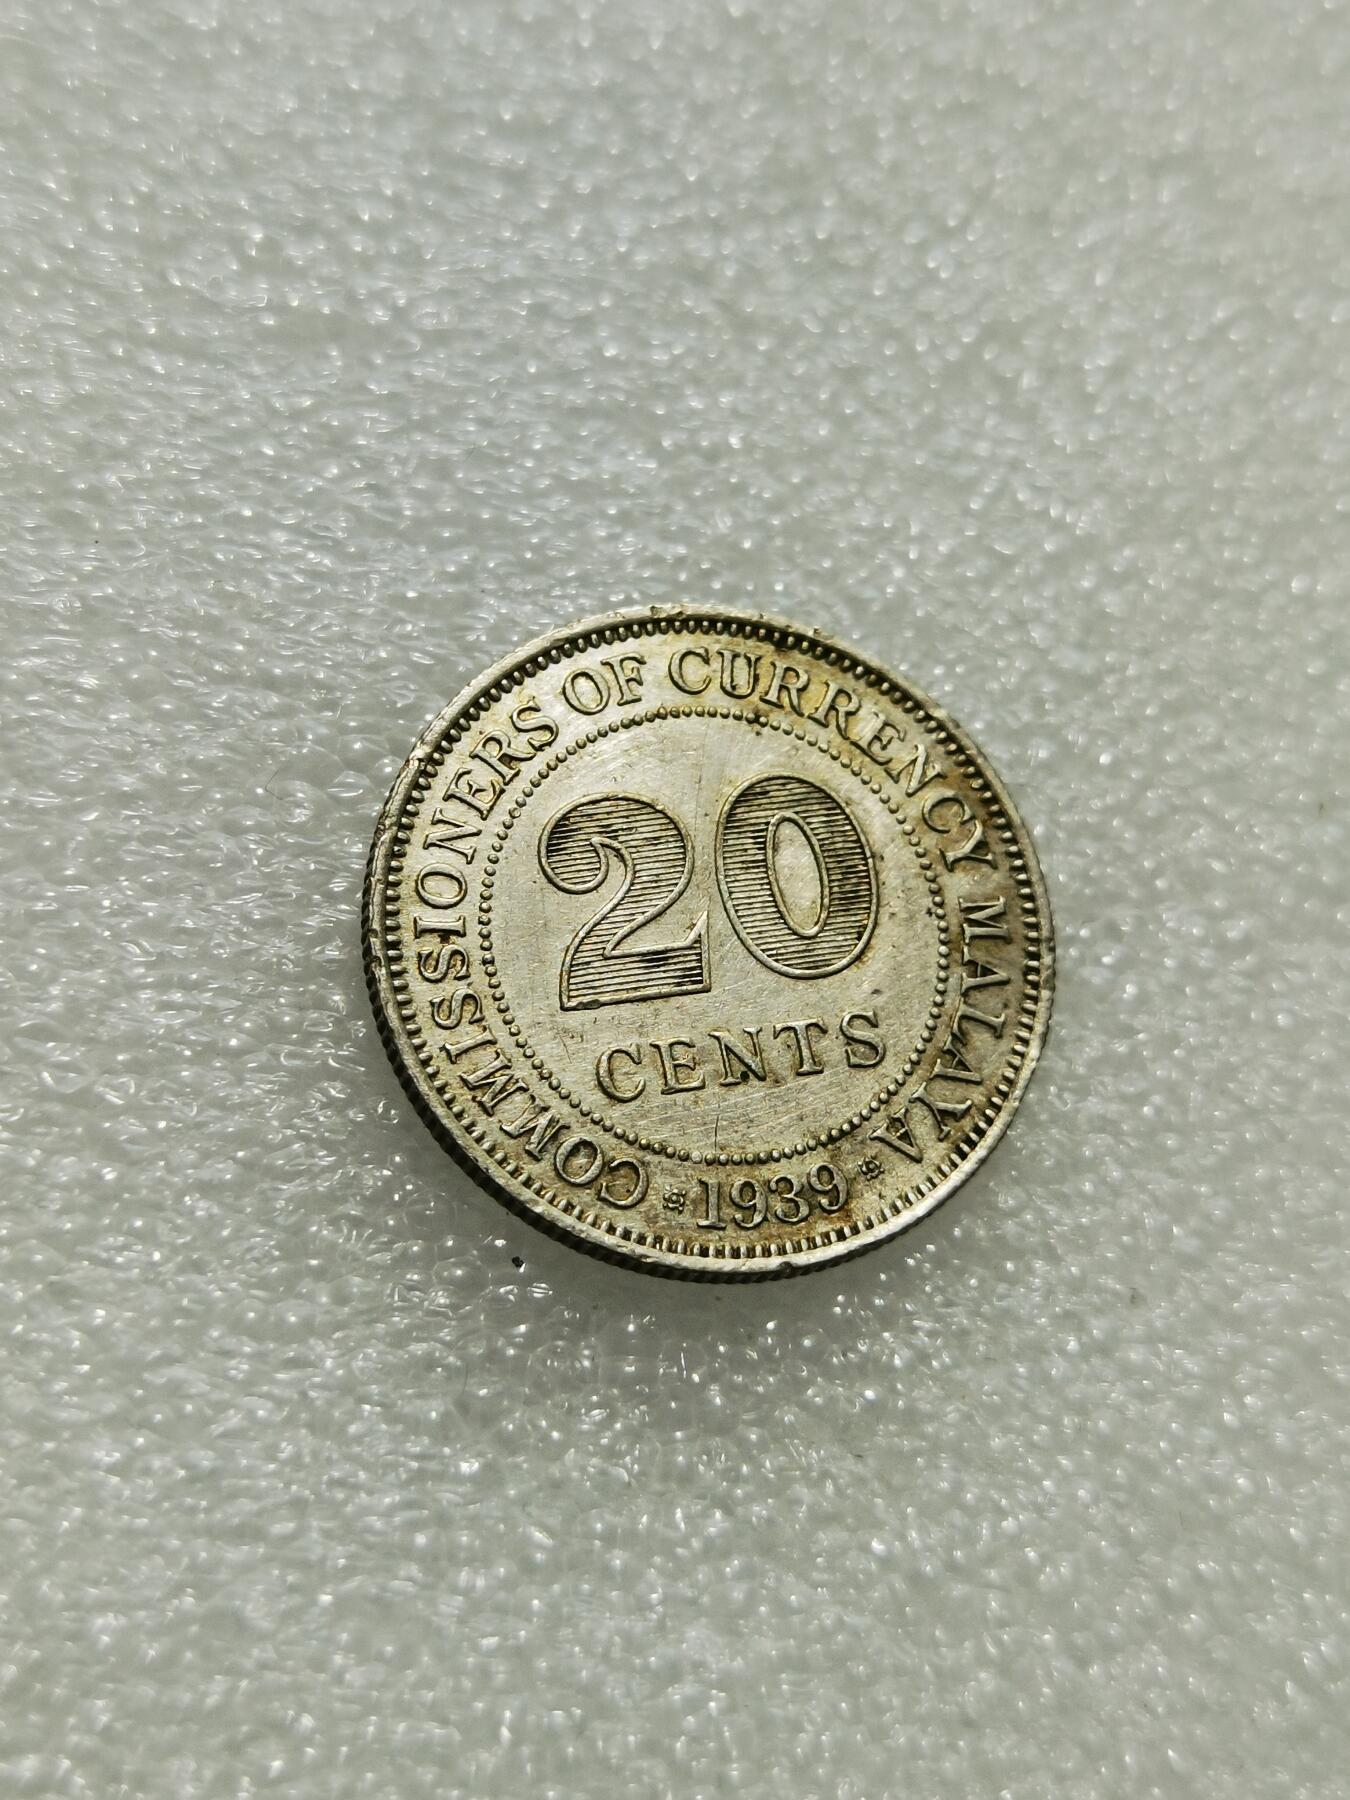 COMMISSIONERS OF CURRENCY MALAYA
20
CENTS
1939